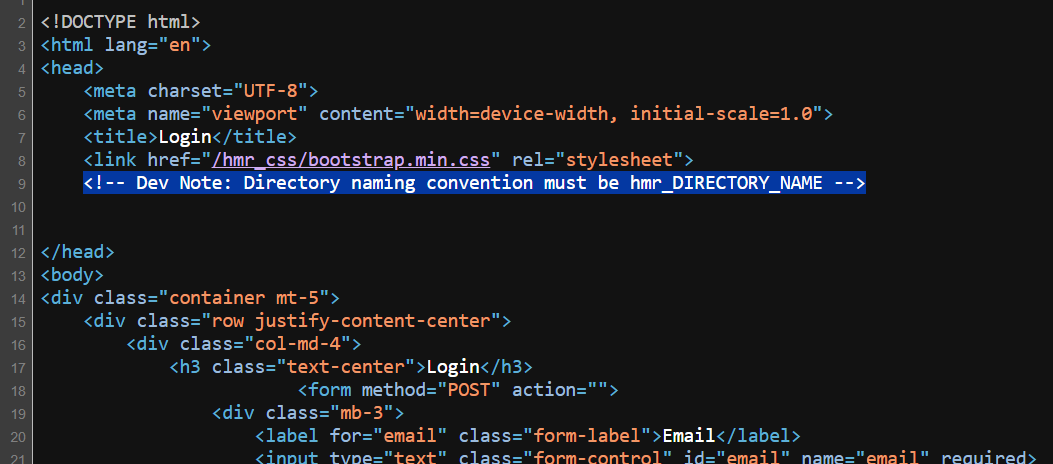 2 <!DOCTYPE html>
3 <html lang="en">
4 <head>
5 <meta charset="UTF-8">
6 <meta name="viewport" content="width=device-width, initial-scale=1.0">
7 <title>Login</title>
8 <link href="/hmr_css/bootstrap.min.css" rel="stylesheet">
9 <!-- Dev Note: Directory naming convention must be hmr_DIRECTORY_NAME -->
10
11
12 </head>
13 <body>
14 <div class="container mt-5">
15 <div class="row justify-content-center">
16 <div class="col-md-4">
17 <h3 class="text-center">Login</h3>
18 <form method="POST" action="">
19 <div class="mb-3">
20 <label for="email" class="form-label">Email</label>
21 <input type="text" class="form-control" id="email" name="email" required>